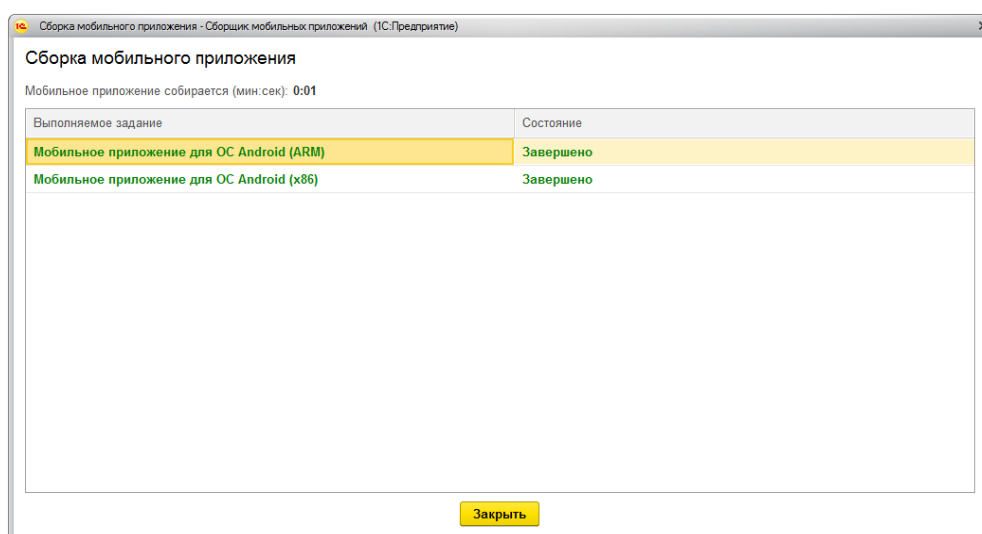 Сборка мобильного приложения - Сборщик мобильных приложений (1С:Предприятие)
Сборка мобильного приложения
Мобильное приложение собирается (мин:сек): 0:01
Выполняемое задание Состояние
Мобильное приложение для ОС Android (ARM) Завершено
Мобильное приложение для ОС Android (x86) Завершено
Закрыть